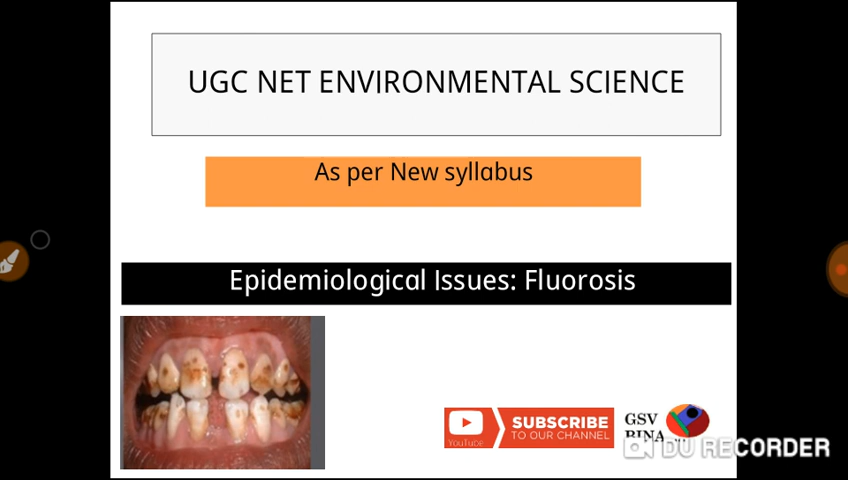 UGC NET ENVIRONMENTAL SCIENCE
As per New syllabus
Epidemiological Issues: Fluorosis
YouTube
SUBSCRIBE
TO OUR CHANNEL
GSV
BINA
DU RECORDER